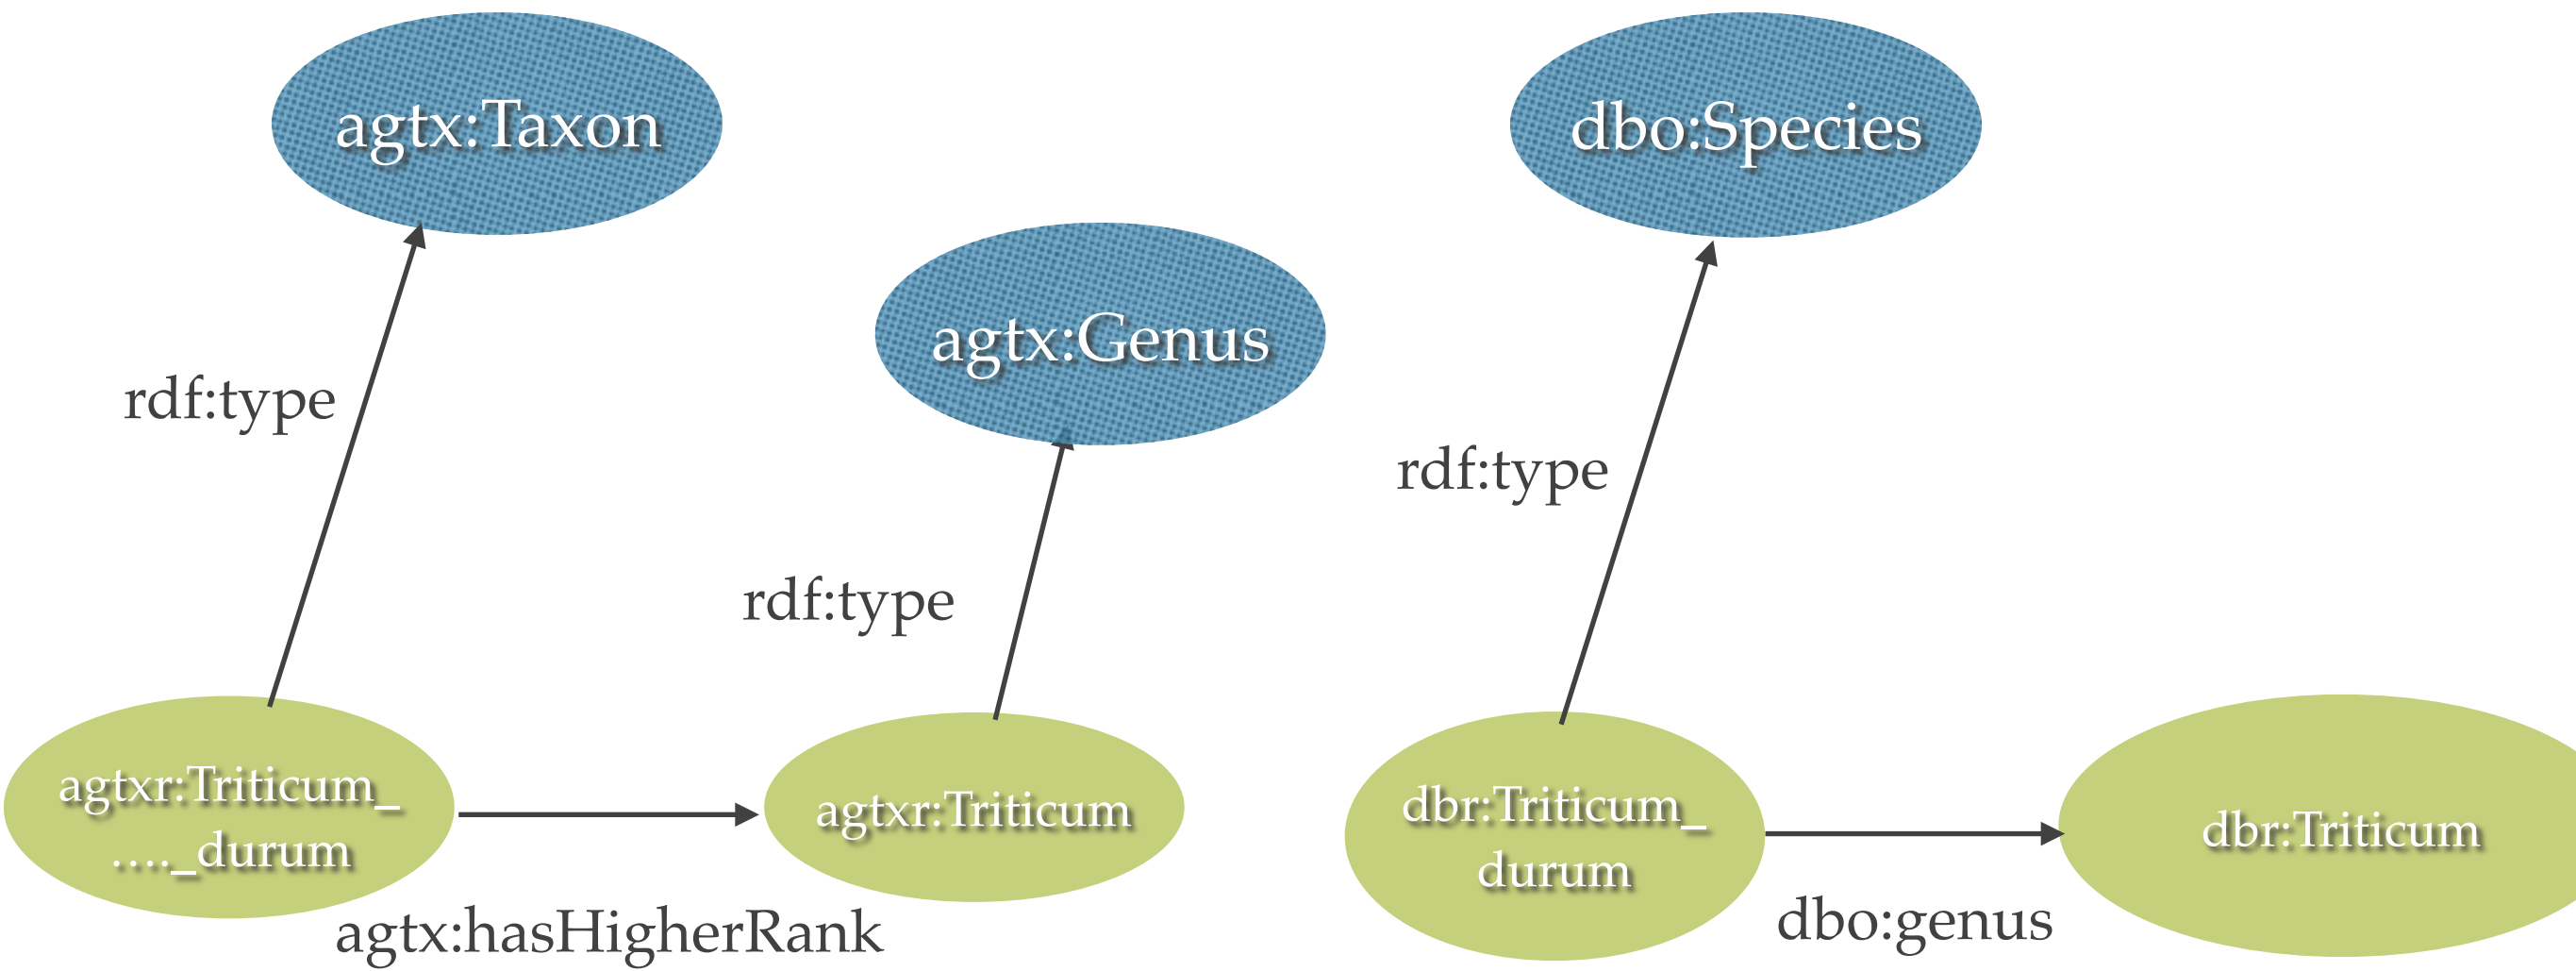 agtx:Taxon
dbo:Species
agtx:Genus
rdf:type
rdf:type
rdf:type
agtxr:Triticum_
...._durum
agtxr:Triticum
dbr:Triticum_
durum
dbr:Triticum
agtx:hasHigherRank
dbo:genus